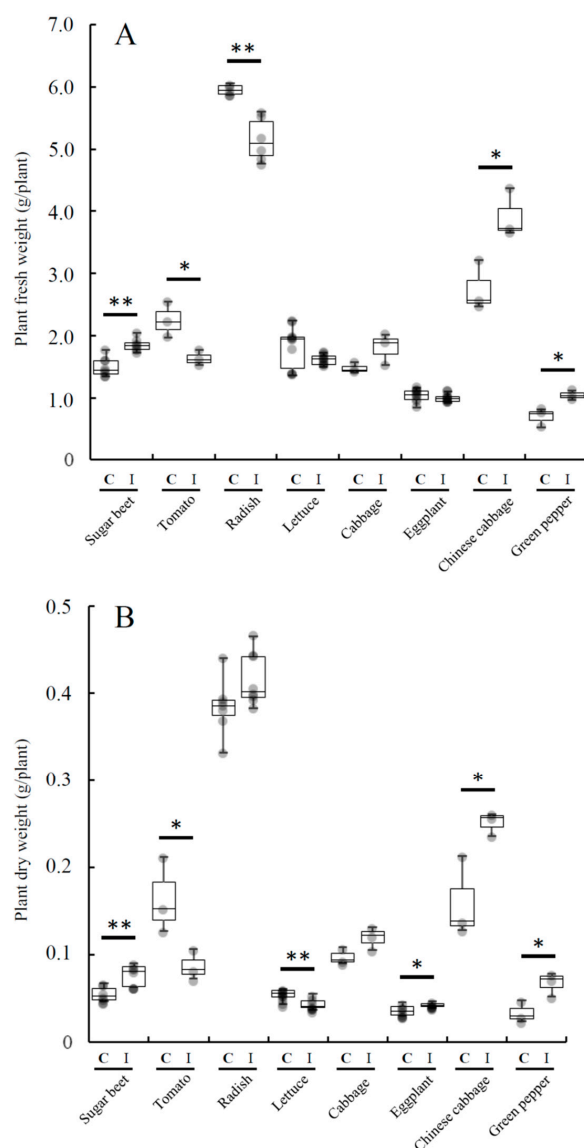 A
Plant fresh weight (g/plant)
7.0
6.0
5.0
4.0
3.0
2.0
1.0
0
**
*
**
*
*
C I C I C I C I C I C I C I C I
Sugar beet
Tomato
Radish
Lettuce
Cabbage
Eggplant
Chinese cabbage
Green pepper
B
Plant dry weight (g/plant)
0.5
0.4
0.3
0.2
0.1
0
**
*
**
*
*
*
C I C I C I C I C I C I C I C I
Sugar beet
Tomato
Radish
Lettuce
Cabbage
Eggplant
Chinese cabbage
Green pepper